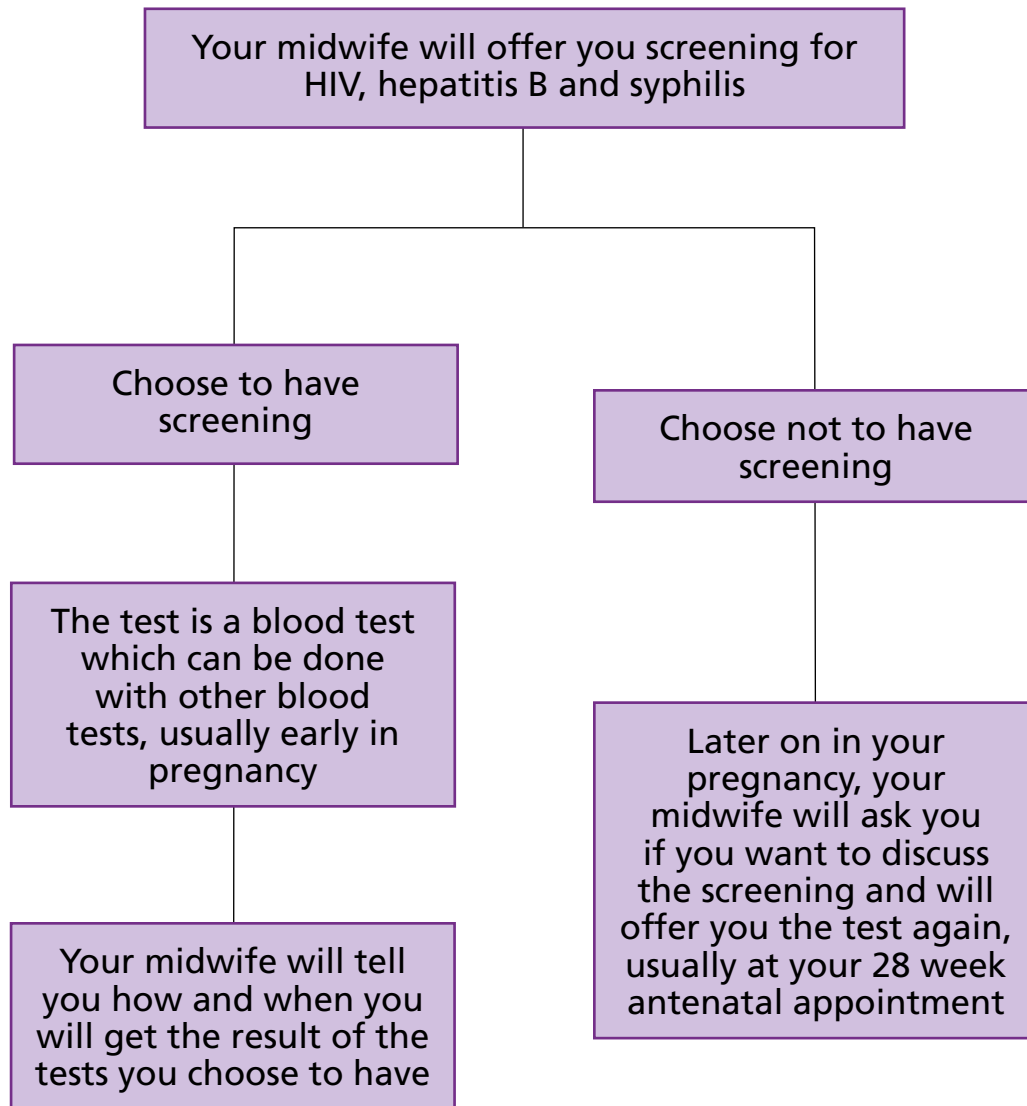 Your midwife will offer you screening for
HIV, hepatitis B and syphilis
Choose to have
screening
The test is a blood test
which can be done
with other blood
tests, usually early in
pregnancy
Your midwife will tell
you how and when you
will get the result of the
tests you choose to have
Choose not to have
screening
Later on in your
pregnancy, your
midwife will ask you
if you want to discuss
the screening and will
offer you the test again,
usually at your 28 week
antenatal appointment